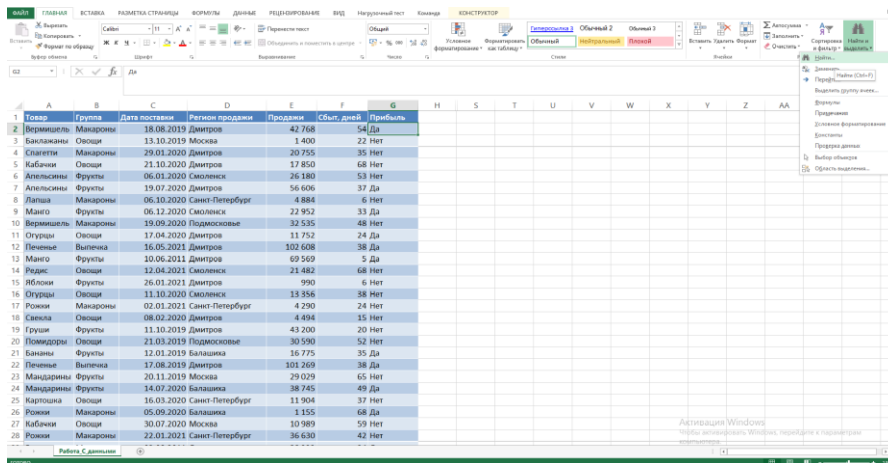 ФАЙЛ ГЛАВНАЯ ВСТАВКА РАЗМЕТКА СТРАНИЦЫ ФОРМУЛЫ ДАННЫЕ РЕЦЕНЗИРОВАНИЕ ВИД Нагрузочный тест Команда КОНСТРУКТОР
Вырезать Calibri 11 Перенести текст Общий Гиперссылка 3 Обычный 2 Обычный 3 Автосумма
Вставить Копировать Условное форматирование Форматировать как таблицу Обычный Нейтральный Плохой Вставить Удалить Формат Заполнить Сортировка и фильтр Найти и выделить
Формат по образцу Ж К Ч Объединить и поместить в центре Очистить
Буфер обмена Шрифт Выравнивание Число Стили Ячейки
Найти...
Заменить
Найти (Ctrl+F)
Выделить группу ячеек...
Формулы
Примечания
Условное форматирование
Константы
Проверка данных
Выбор объектов
Область выделения...
G2 fx Да
A B C D E F G H S T U V W X Y Z AA
1 Товар Группа Дата поставки Регион продажи Продажи Сбыт, дней Прибыль
2 Вермишель Макароны 18.08.2019 Дмитров 42 768 54 Да
3 Баклажаны Овощи 13.10.2019 Москва 1 400 22 Нет
4 Спагетти Макароны 29.01.2020 Дмитров 20 755 35 Нет
5 Кабачки Овощи 21.10.2020 Дмитров 17 850 68 Нет
6 Апельсины Фрукты 06.01.2020 Смоленск 26 180 53 Нет
7 Апельсины Фрукты 19.07.2020 Дмитров 56 606 37 Да
8 Лапша Макароны 06.10.2020 Санкт-Петербург 4 884 6 Нет
9 Манго Фрукты 06.12.2020 Смоленск 22 952 33 Да
10 Вермишель Макароны 19.09.2020 Подмосковье 32 535 48 Нет
11 Огурцы Овощи 17.04.2020 Дмитров 11 752 24 Да
12 Печенье Выпечка 16.05.2021 Дмитров 102 608 38 Да
13 Манго Фрукты 10.06.2011 Дмитров 69 569 5 Да
14 Редис Овощи 12.04.2021 Смоленск 21 482 68 Нет
15 Яблоки Фрукты 26.01.2021 Дмитров 990 6 Нет
16 Огурцы Овощи 11.10.2020 Смоленск 13 356 38 Нет
17 Рожки Макароны 02.01.2021 Санкт-Петербург 4 290 24 Нет
18 Свекла Овощи 08.02.2020 Дмитров 4 494 15 Нет
19 Груши Фрукты 11.10.2019 Дмитров 43 200 20 Нет
20 Помидоры Овощи 21.03.2019 Подмосковье 30 590 52 Нет
21 Бананы Фрукты 12.01.2019 Балашиха 16 775 35 Да
22 Печенье Выпечка 17.08.2019 Дмитров 101 269 38 Да
23 Мандарины Фрукты 20.11.2019 Москва 29 029 65 Нет
24 Мандарины Фрукты 14.07.2020 Балашиха 38 745 49 Да
25 Картошка Овощи 16.03.2020 Санкт-Петербург 11 904 37 Нет
26 Рожки Макароны 05.09.2020 Балашиха 1 155 68 Да
27 Кабачки Овощи 30.07.2020 Москва 10 989 59 Нет
28 Рожки Макароны 22.01.2021 Санкт-Петербург 36 630 42 Нет
Активация Windows
Чтобы активировать Windows, перейдите к параметрам компьютера.
Работа_С_данными